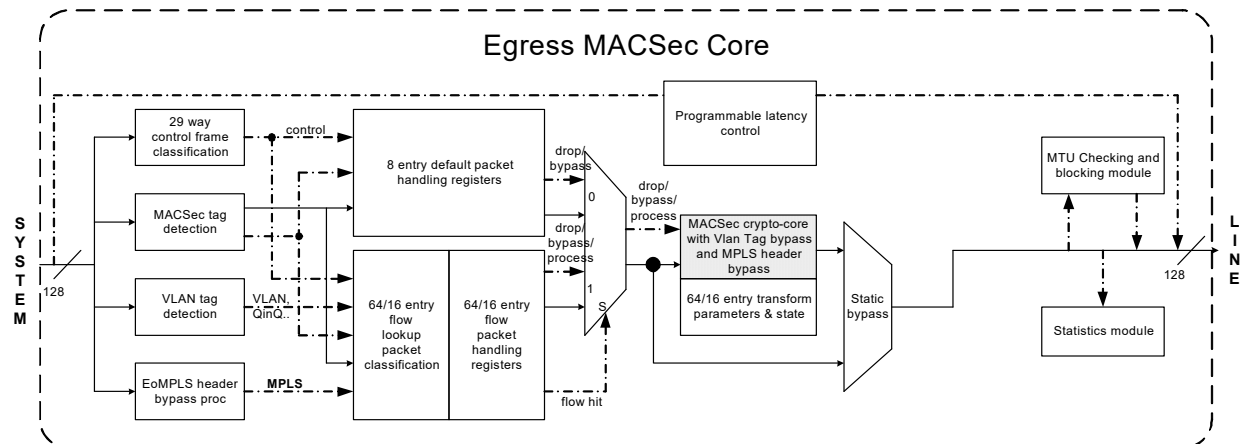 Egress MACSec Core
SYSTEM
128
29 way
control frame
classification
control
MACSec tag
detection
VLAN tag
detection
VLAN,
QinQ..
EoMPLS header
bypass proc
MPLS
8 entry default packet
handling registers
64/16 entry
flow
lookup
packet
classification
64/16 entry
flow
packet
handling
registers
drop/
bypass
0
drop/
bypass/
process
1
S
flow hit
drop/
bypass/
process
Programmable latency
control
MACSec crypto-core
with Vlan Tag bypass
and MPLS header
bypass
64/16 entry transform
parameters & state
Static
bypass
MTU Checking and
blocking module
Statistics module
128
LINE